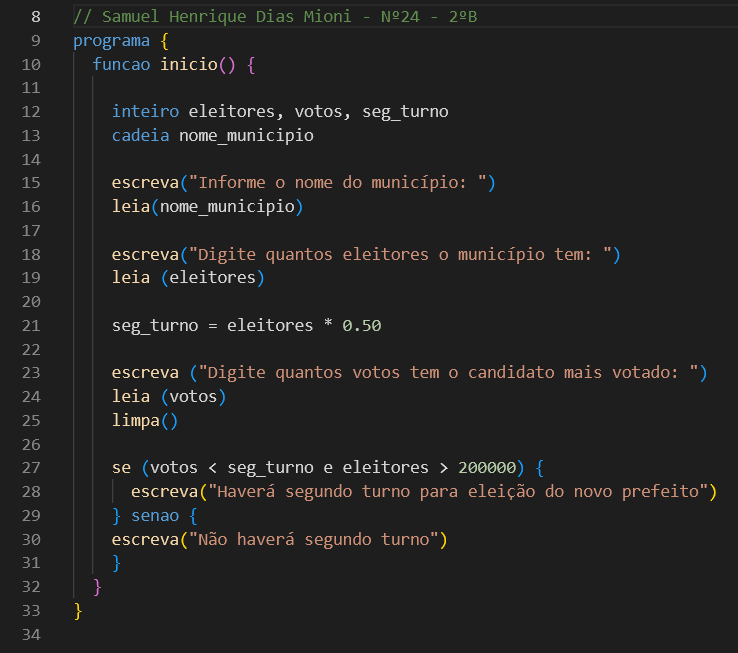 8 // Samuel Henrique Dias Mioni - Nº24 - 2ºB
9 programa {
10 funcao inicio() {
11
12 inteiro eleitores, votos, seg_turno
13 cadeia nome_municipio
14
15 escreva("Informe o nome do município: ")
16 leia(nome_municipio)
17
18 escreva("Digite quantos eleitores o município tem: ")
19 leia (eleitores)
20
21 seg_turno = eleitores * 0.50
22
23 escreva ("Digite quantos votos tem o candidato mais votado: ")
24 leia (votos)
25 limpa()
26
27 se (votos < seg_turno e eleitores > 200000) {
28 escreva("Haverá segundo turno para eleição do novo prefeito")
29 } senao {
30 escreva("Não haverá segundo turno")
31 }
32 }
33 }
34